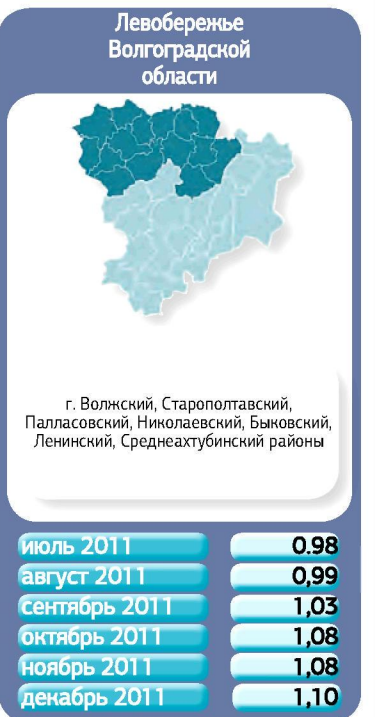 Левобережье
Волгоградской
области
г. Волжский, Старополтавский,
Палласовский, Николаевский, Быковский,
Ленинский, Среднеахтубинский районы
июль 2011 0.98
август 2011 0,99
сентябрь 2011 1,03
октябрь 2011 1,08
ноябрь 2011 1,08
декабрь 2011 1,10